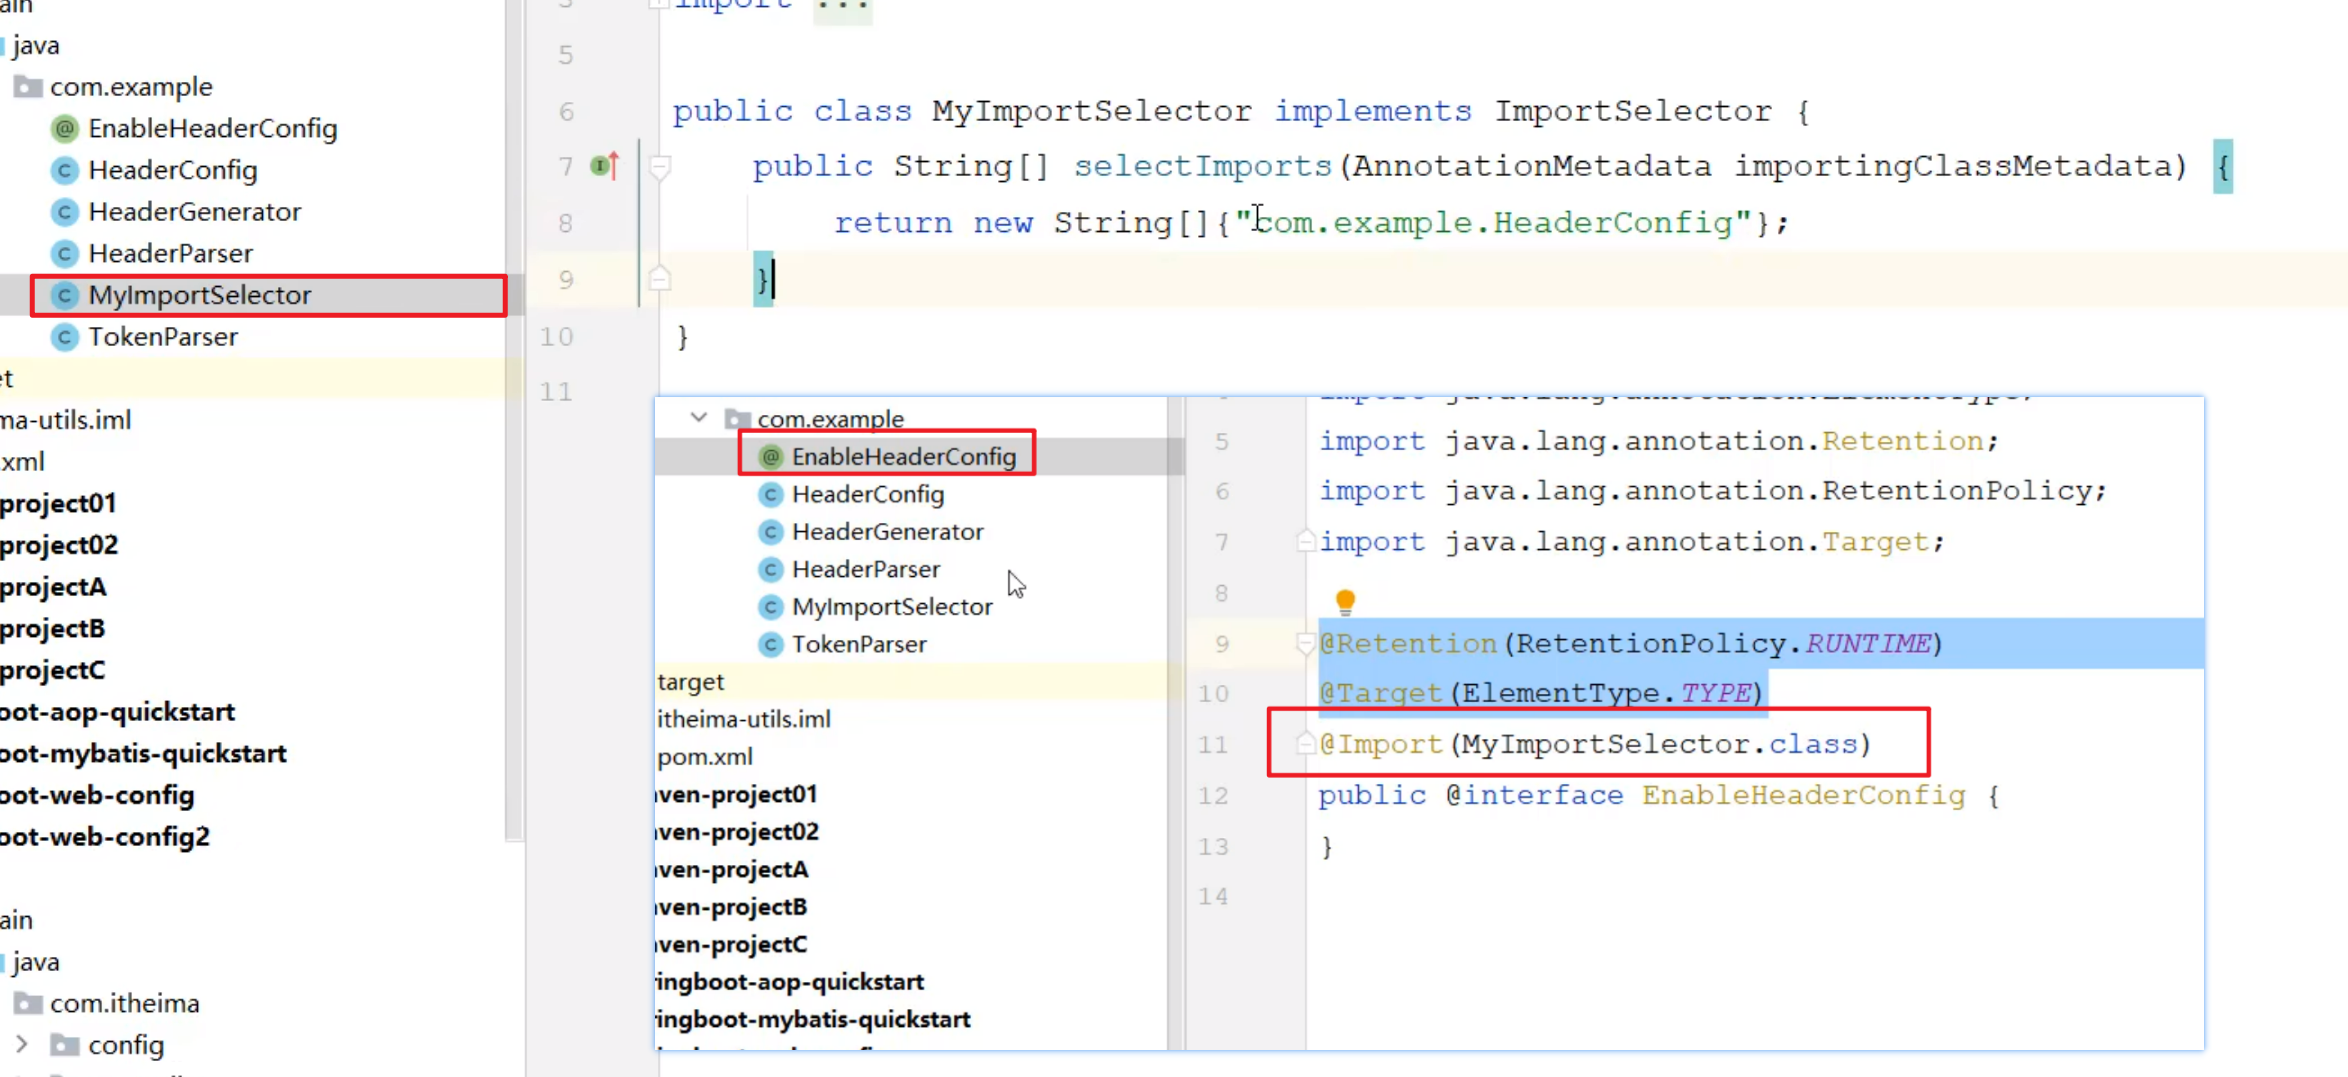 ain
java
com.example
EnableHeaderConfig
HeaderConfig
HeaderGenerator
HeaderParser
MyImportSelector
TokenParser
et
ma-utils.iml
.xml
project01
project02
projectA
projectB
projectC
oot-aop-quickstart
oot-mybatis-quickstart
oot-web-config
oot-web-config2
ain
java
com.itheima
config
3 import ...
5
6 public class MyImportSelector implements ImportSelector {
7 public String[] selectImports(AnnotationMetadata importingClassMetadata) {
8 return new String[]{"com.example.HeaderConfig"};
9 }
10 }
11
com.example
EnableHeaderConfig
HeaderConfig
HeaderGenerator
HeaderParser
MyImportSelector
TokenParser
target
itheima-utils.iml
pom.xml
ven-project01
ven-project02
ven-projectA
ven-projectB
ven-projectC
ingboot-aop-quickstart
ingboot-mybatis-quickstart
import java.lang.annotation.ElementType;
5 import java.lang.annotation.Retention;
6 import java.lang.annotation.RetentionPolicy;
7 import java.lang.annotation.Target;
8
9 @Retention(RetentionPolicy.RUNTIME)
10 @Target(ElementType.TYPE)
11 @Import(MyImportSelector.class)
12 public @interface EnableHeaderConfig {
13 }
14